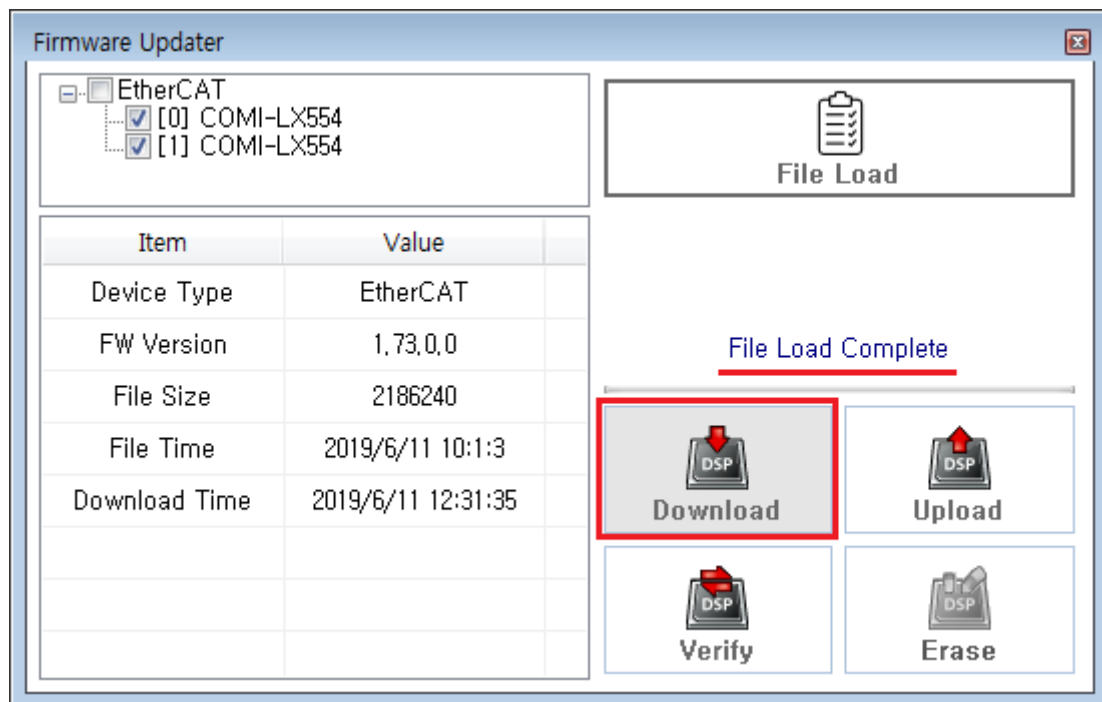 Firmware Updater
EtherCAT
[0] COMI-LX554
[1] COMI-LX554
File Load
Item Value
Device Type EtherCAT
FW Version 1,73,0,0
File Size 2186240
File Time 2019/6/11 10:1:3
Download Time 2019/6/11 12:31:35
File Load Complete
DSP
Download
DSP
Upload
DSP
Verify
DSP
Erase